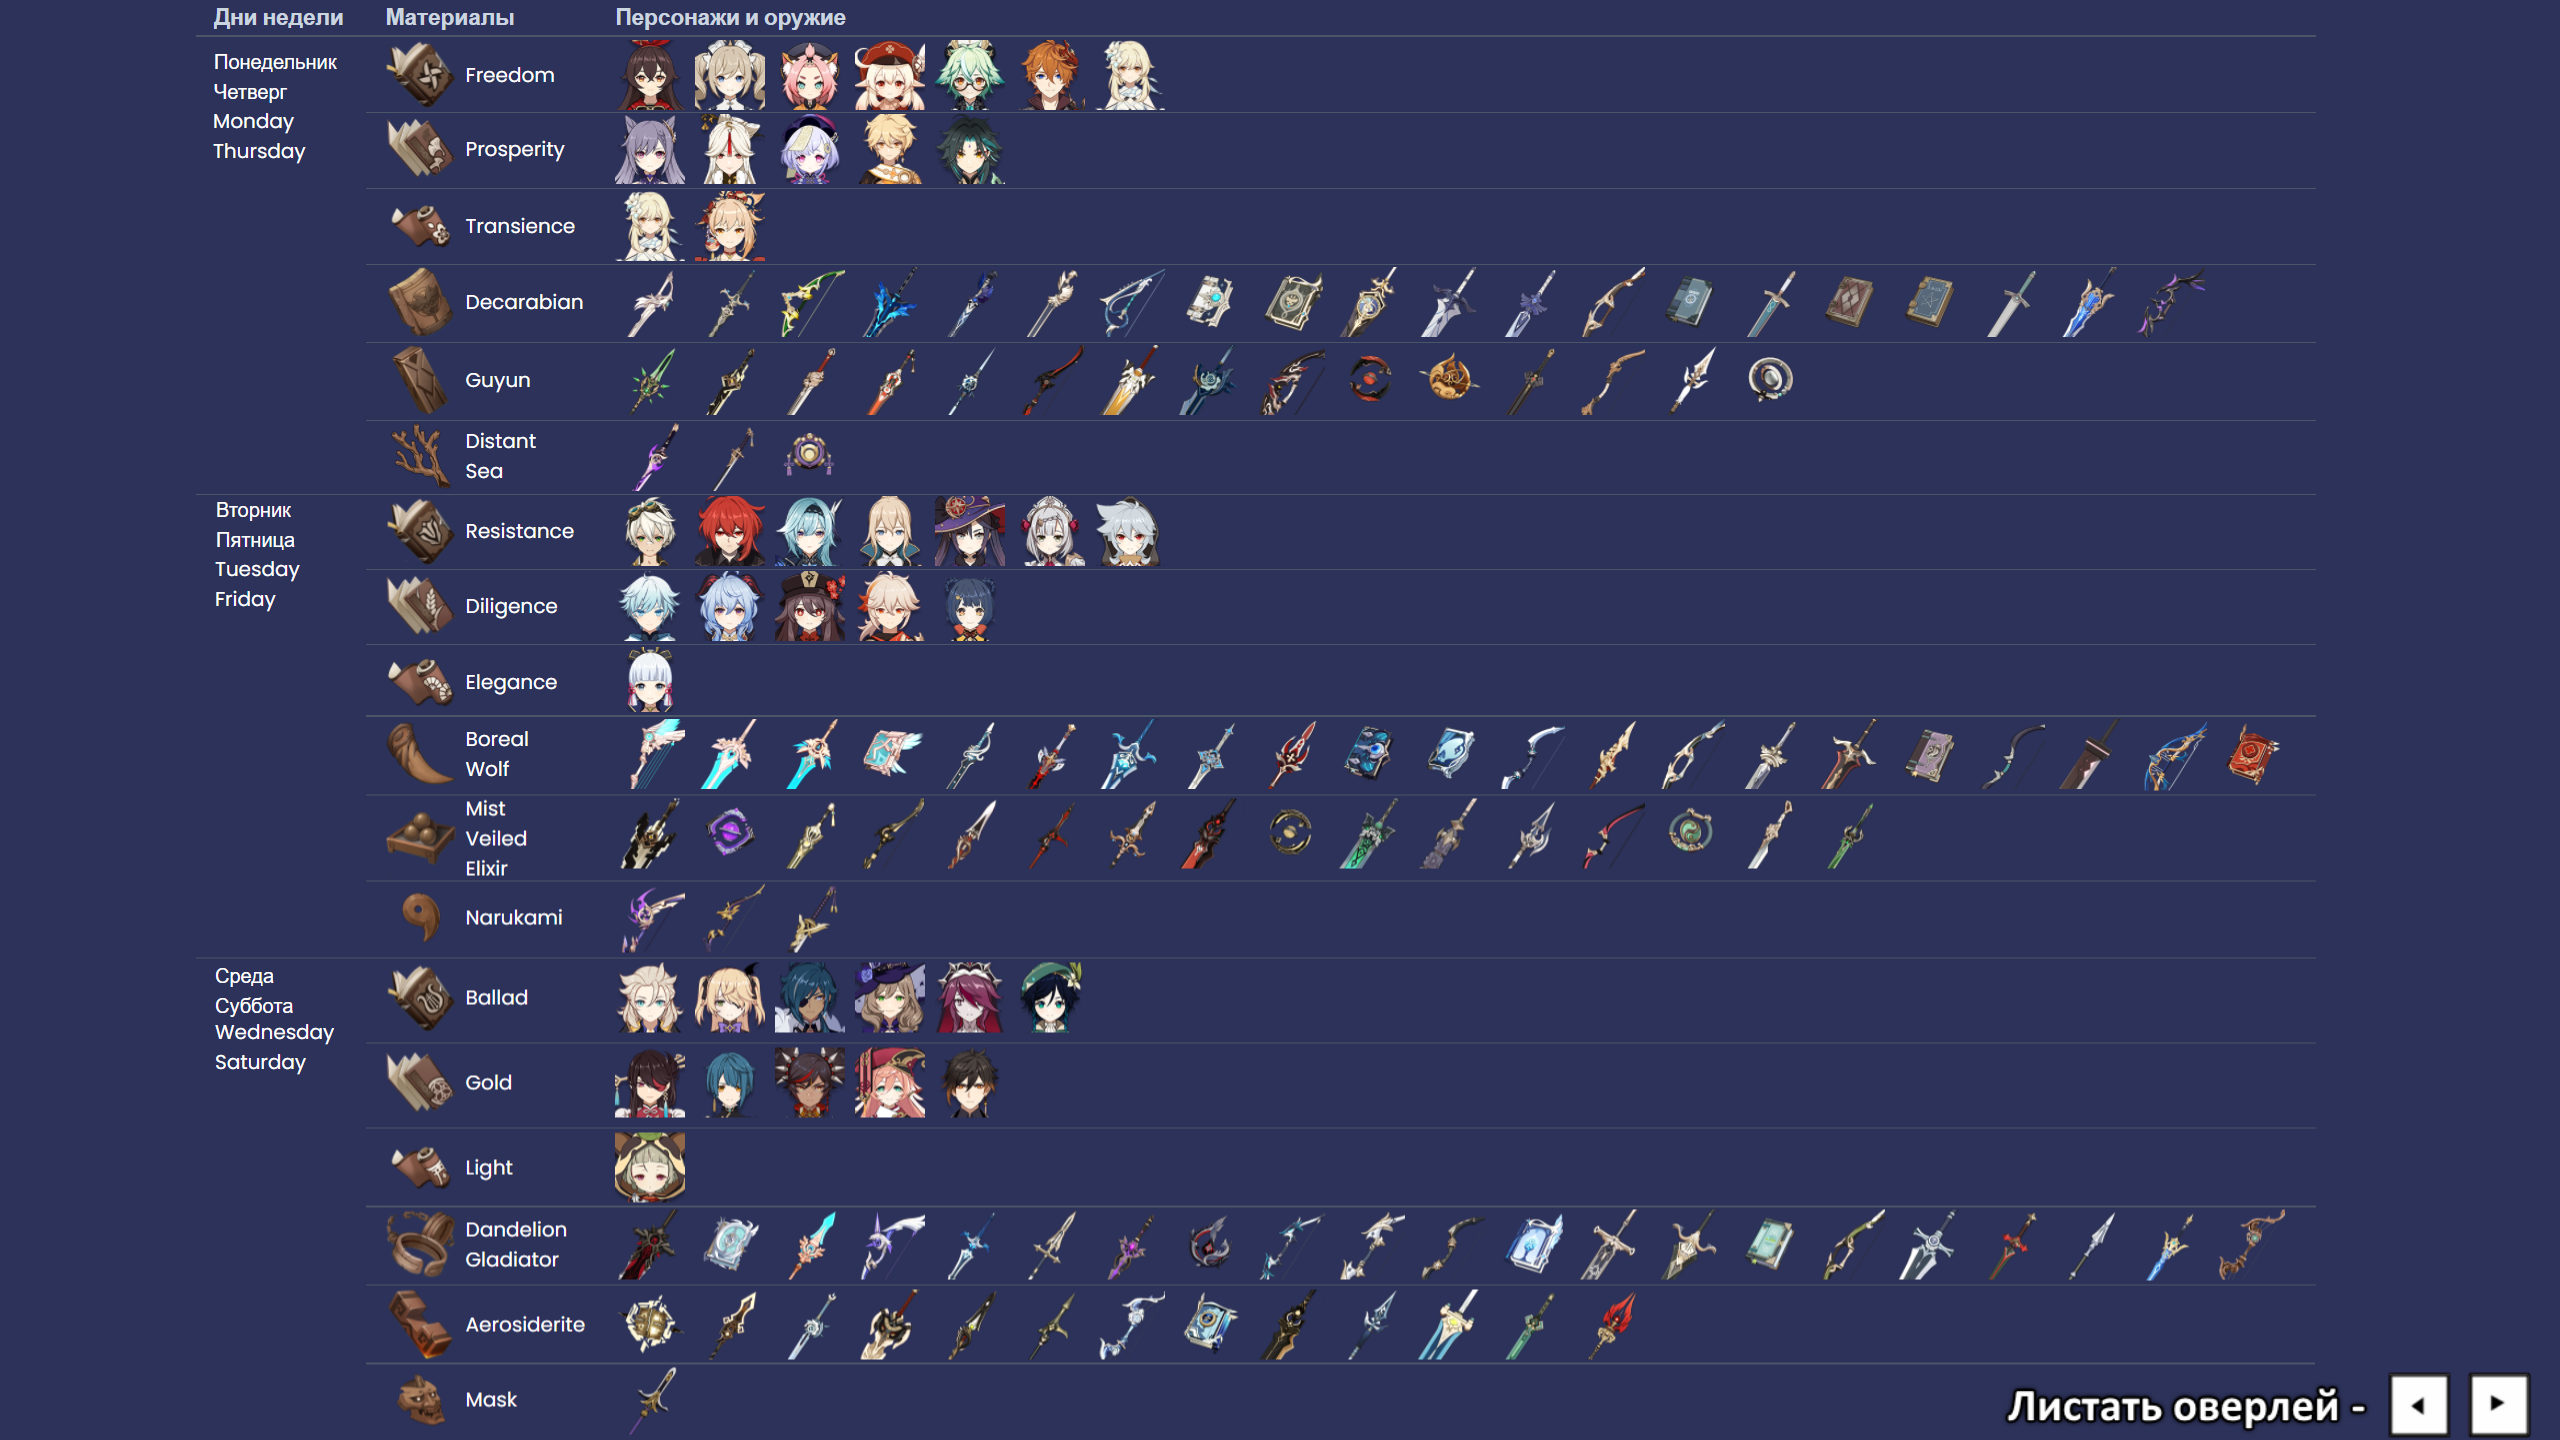 Дни недели Материалы Персонажи и оружие
Понедельник
Четверг
Monday
Thursday
Freedom
Prosperity
Transience
Decarabian
Guyun
Distant
Sea
Вторник
Пятница
Tuesday
Friday
Resistance
Diligence
Elegance
Boreal
Wolf
Mist
Veiled
Elixir
Narukami
Среда
Суббота
Wednesday
Saturday
Ballad
Gold
Light
Dandelion
Gladiator
Aerosiderite
Mask
Листать оверлей -